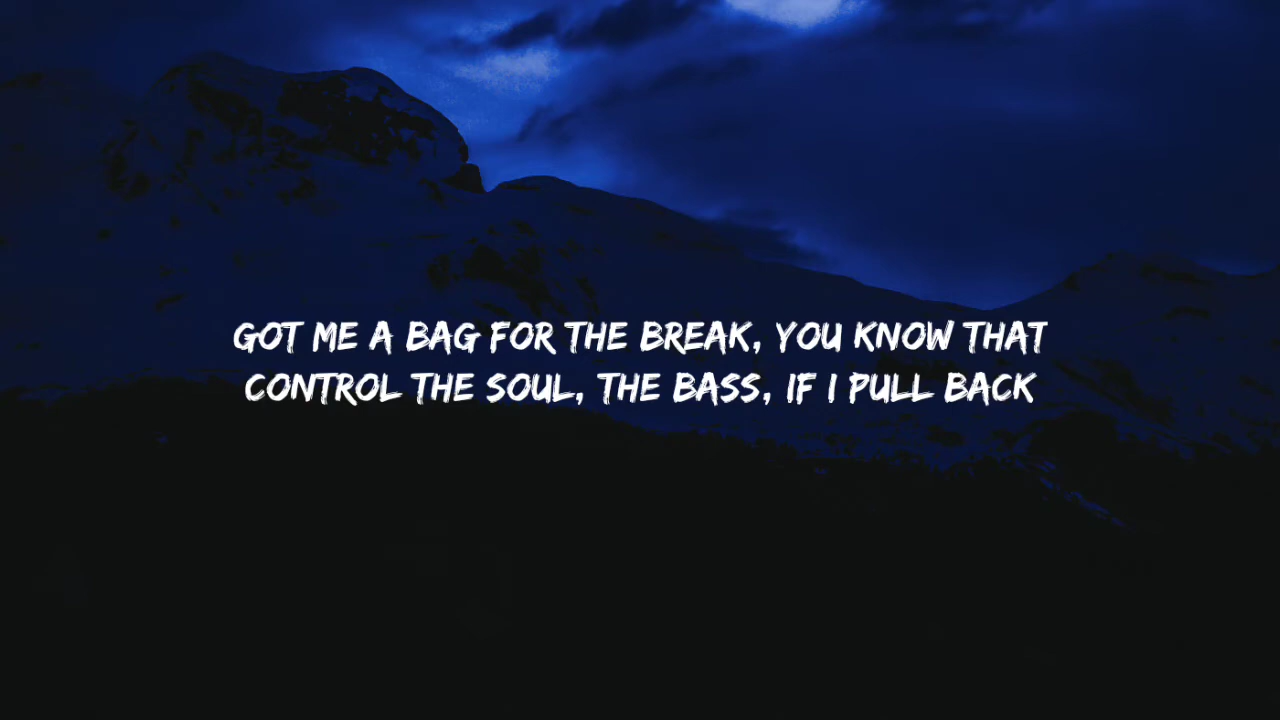 GOT ME A BAG FOR THE BREAK, YOU KNOW THAT
CONTROL THE SOUL, THE BASS, IF I PULL BACK